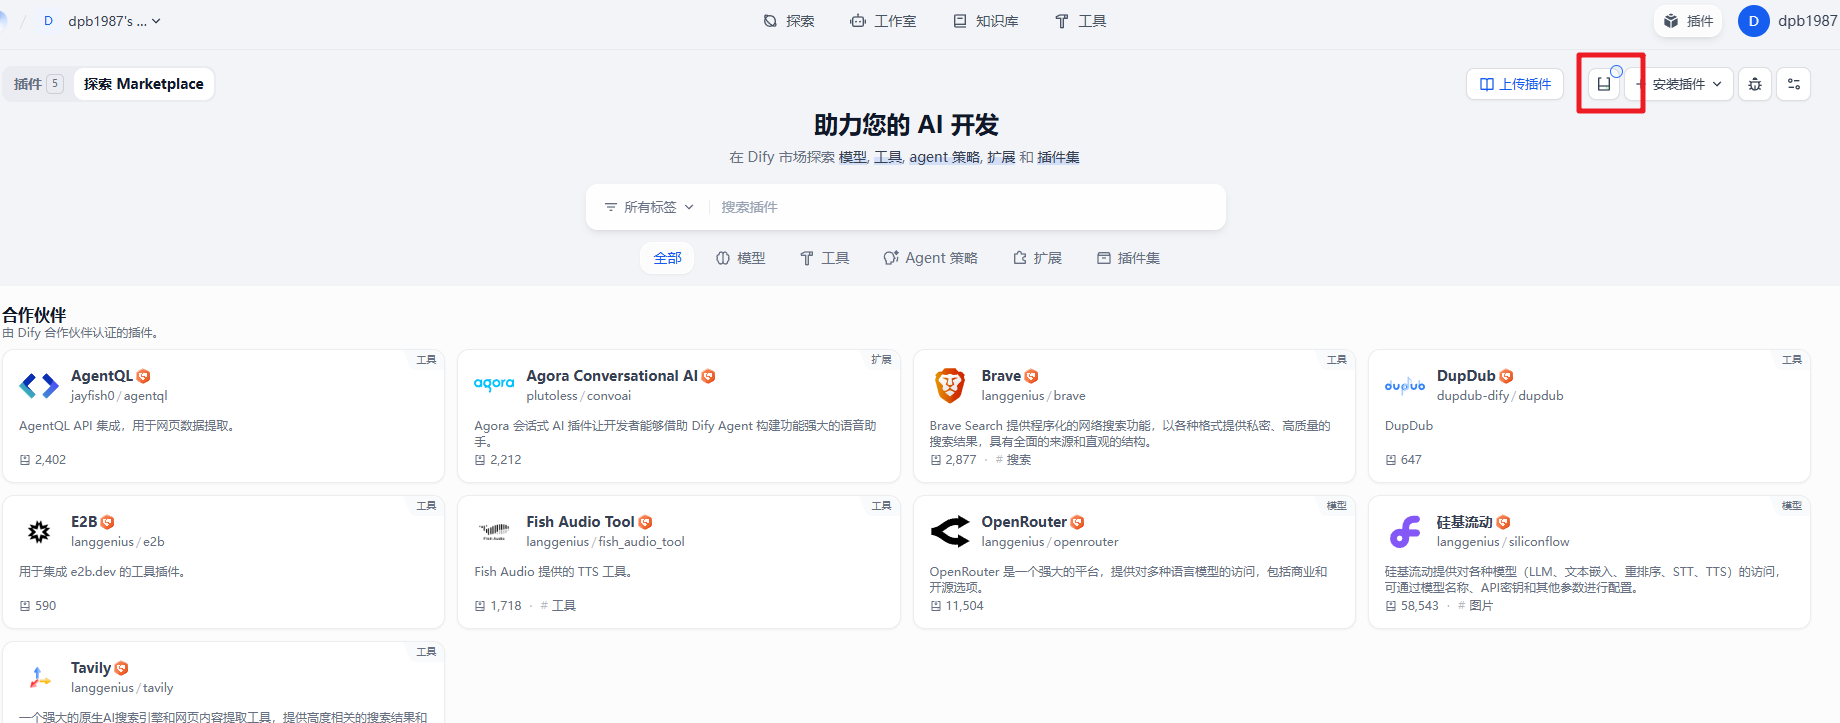 D dpb1987's ...
探索
工作室
知识库
工具
插件
D dpb1987
插件 5
探索 Marketplace
上传插件
安装插件
助力您的 AI 开发
在 Dify 市场探索 模型, 工具, agent 策略, 扩展 和 插件集
所有标签
搜索插件
全部
模型
工具
Agent 策略
扩展
插件集
合作伙伴
由 Dify 合作伙伴认证的插件。
工具
AgentQL
jayfish0 / agentql
AgentQL API 集成，用于网页数据提取。
2,402
扩展
agora
Agora Conversational AI
plutoless / convoai
Agora 会话式 AI 插件让开发者能够借助 Dify Agent 构建功能强大的语音助
手。
2,212
工具
Brave
langgenius / brave
Brave Search 提供程序化的网络搜索功能，以各种格式提供私密、高质量的
搜索结果，具有全面的来源和直观的结构。
2,877 · # 搜索
工具
dupdub
DupDub
dupdub-dify / dupdub
DupDub
647
工具
E2B
langgenius / e2b
用于集成 e2b.dev 的工具插件。
590
工具
Fish Audio
Fish Audio Tool
langgenius / fish_audio_tool
Fish Audio 提供的 TTS 工具。
1,718 · # 工具
模型
OpenRouter
langgenius / openrouter
OpenRouter 是一个强大的平台，提供对多种语言模型的访问，包括商业和
开源选项。
11,504
模型
硅基流动
langgenius / siliconflow
硅基流动提供对各种模型（LLM、文本嵌入、重排序、STT、TTS）的访问，
可通过模型名称、API密钥和其他参数进行配置。
58,543 · # 图片
工具
Tavily
langgenius / tavily
一个强大的原生AI搜索引擎和网页内容提取工具，提供高度相关的搜索结果和